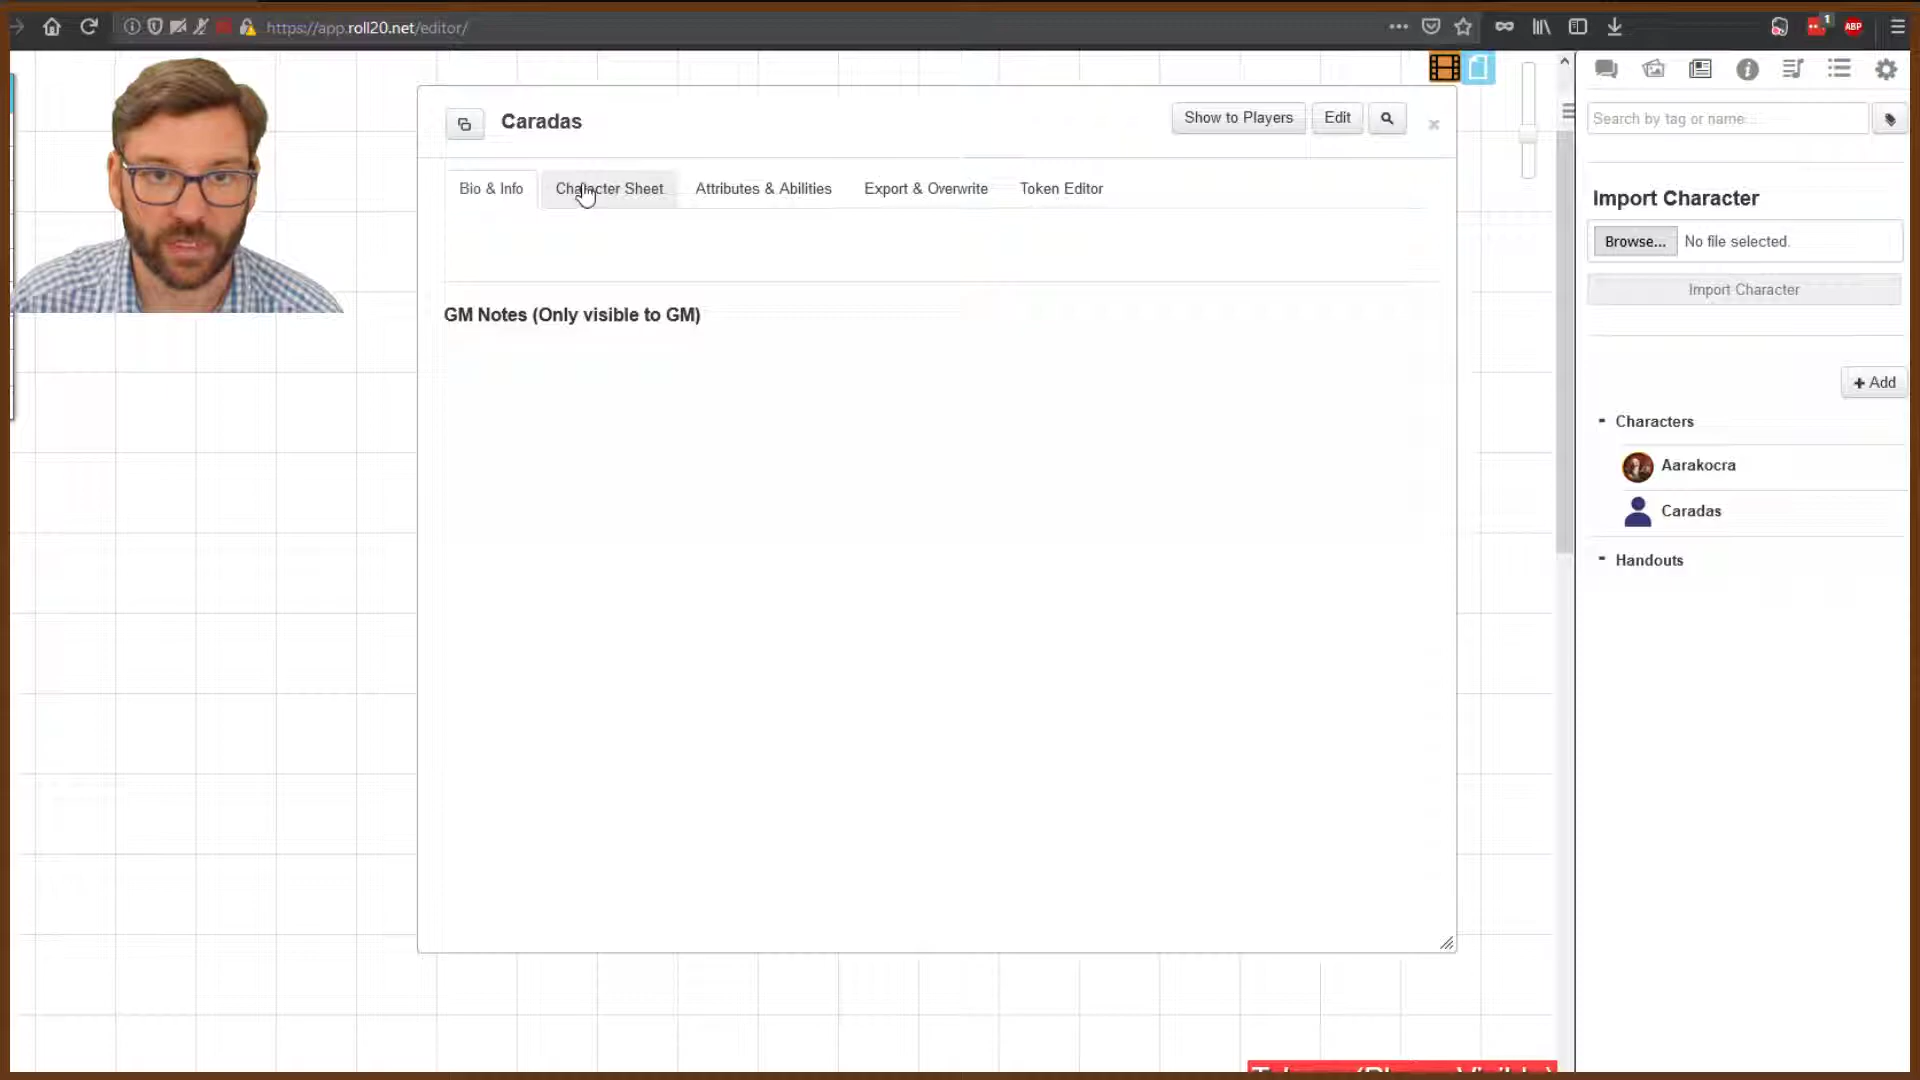 https://app.roll20.net/editor/
1
ABP
Caradas
Show to Players
Edit
Bio & Info
Character Sheet
Attributes & Abilities
Export & Overwrite
Token Editor
GM Notes (Only visible to GM)
Search by tag or name...
Import Character
Browse... No file selected.
Import Character
+ Add
Characters
Aarakocra
Caradas
Handouts